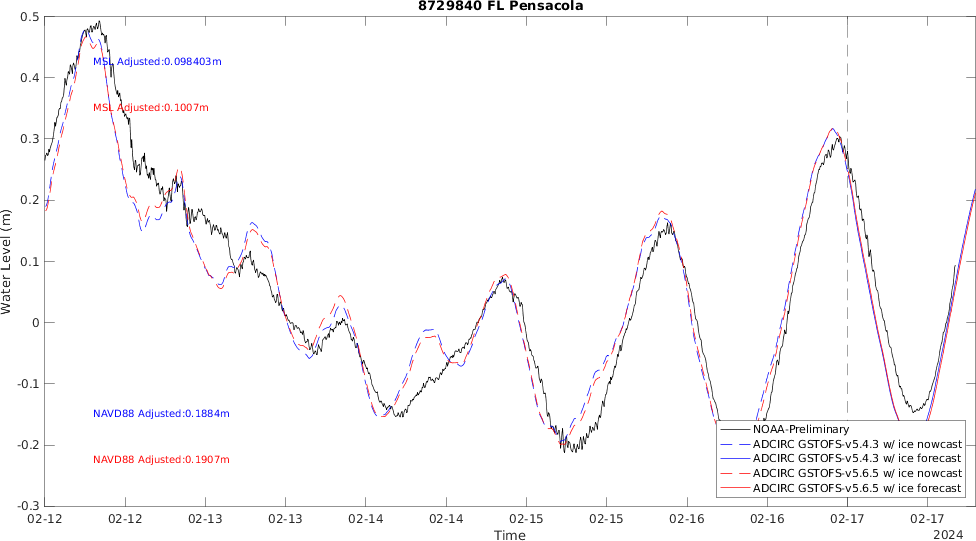 8729840 FL Pensacola
0.5
MSL Adjusted:0.098403m
0.4
MSL Adjusted:0.1007m
0.3
0.2
0.1
0
-0.1
NAVD88 Adjusted:0.1884m
-0.2
NAVD88 Adjusted:0.1907m
-0.3
Water Level (m)
NOAA-Preliminary
ADCIRC GSTOFS-v5.4.3 w/ ice nowcast
ADCIRC GSTOFS-v5.4.3 w/ ice forecast
ADCIRC GSTOFS-v5.6.5 w/ ice nowcast
ADCIRC GSTOFS-v5.6.5 w/ ice forecast
02-12 02-12 02-13 02-13 02-14 02-14 02-15 02-15 02-16 02-16 02-17 02-17
Time
2024